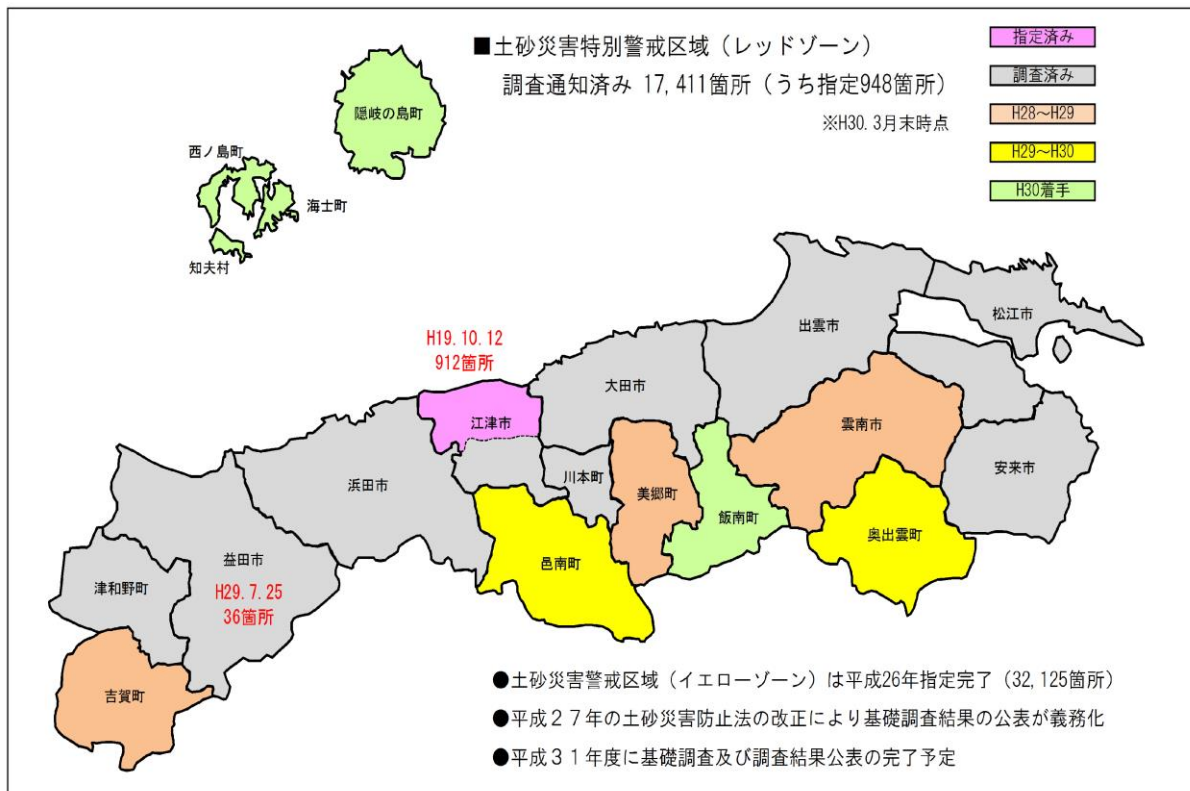 ■土砂災害特別警戒区域（レッドゾーン）
調査通知済み 17,411箇所（うち指定948箇所）
※H30.3月末時点
指定済み
調査済み
H28～H29
H29～H30
H30着手
隠岐の島町
西ノ島町
海士町
知夫村
H19.10.12
912箇所
松江市
出雲市
大田市
江津市
雲南市
安来市
川本町
美郷町
飯南町
奥出雲町
浜田市
邑南町
益田市
H29.7.25
36箇所
津和野町
吉賀町
●土砂災害警戒区域（イエローゾーン）は平成26年指定完了（32,125箇所）
●平成２７年の土砂災害防止法の改正により基礎調査結果の公表が義務化
●平成３１年度に基礎調査及び調査結果公表の完了予定